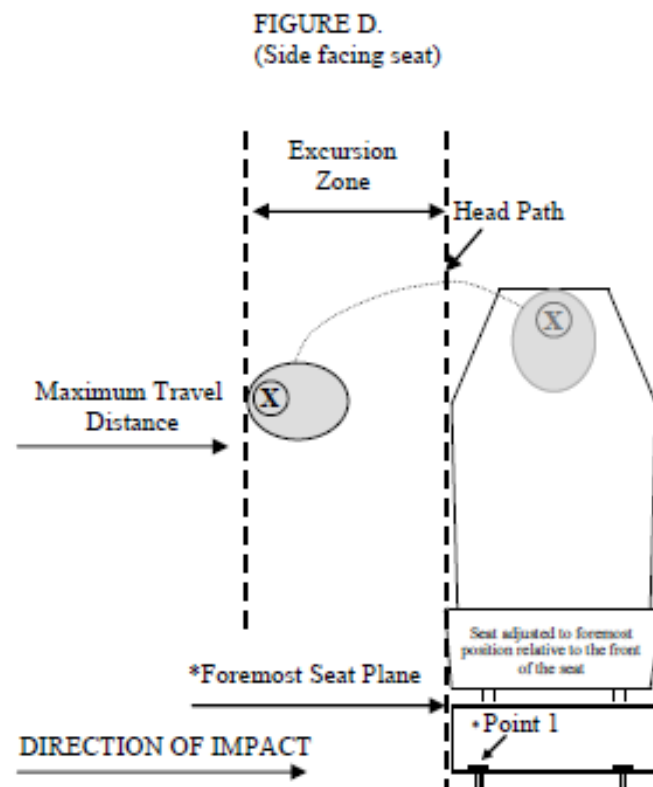 FIGURE D.
(Side facing seat)
Excursion
Zone
Head Path
X
Maximum Travel
Distance
X
Seat adjusted to foremost
position relative to the front
of the seat
*Foremost Seat Plane
*Point 1
DIRECTION OF IMPACT